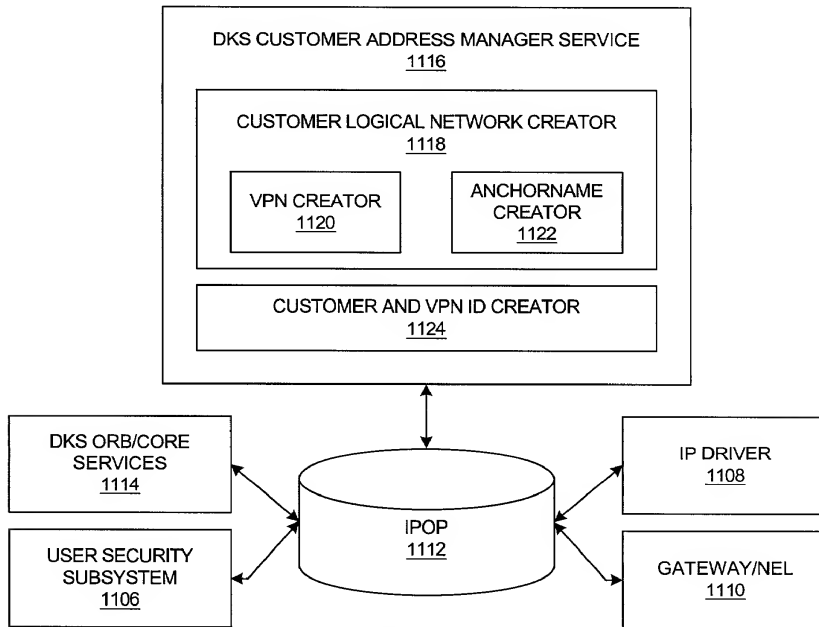 DKS CUSTOMER ADDRESS MANAGER SERVICE
1116
CUSTOMER LOGICAL NETWORK CREATOR
1118
VPN CREATOR
1120
ANCHORNAME
CREATOR
1122
CUSTOMER AND VPN ID CREATOR
1124
DKS ORB/CORE
SERVICES
1114
USER SECURITY
SUBSYSTEM
1106
IPOP
1112
IP DRIVER
1108
GATEWAY/NEL
1110